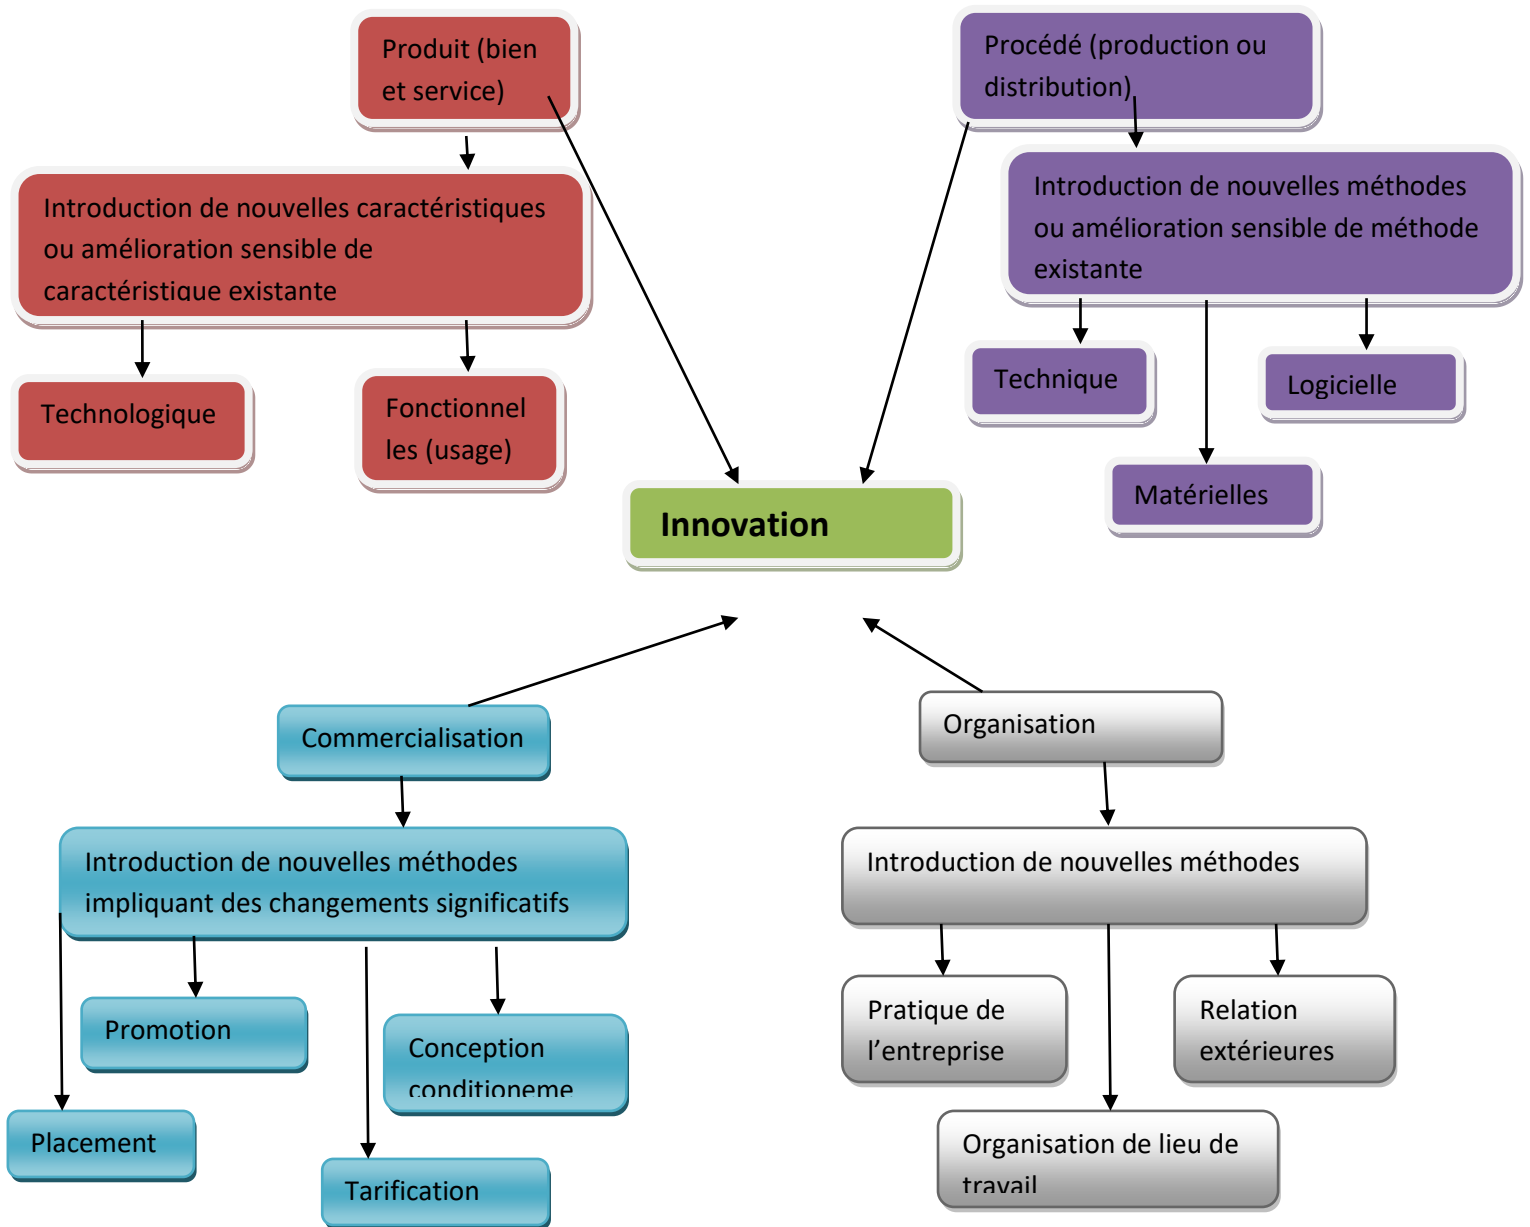 Produit (bien
et service)
Procédé (production ou
distribution)
Introduction de nouvelles caractéristiques
ou amélioration sensible de
caractéristique existante
Introduction de nouvelles méthodes
ou amélioration sensible de méthode
existante
Technologique
Fonctionnel
les (usage)
Technique
Logicielle
Matérielles
Innovation
Commercialisation
Organisation
Introduction de nouvelles méthodes
impliquant des changements significatifs
Introduction de nouvelles méthodes
Promotion
Conception
conditioneme
Placement
Tarification
Pratique de
l’entreprise
Relation
extérieures
Organisation de lieu de
travail